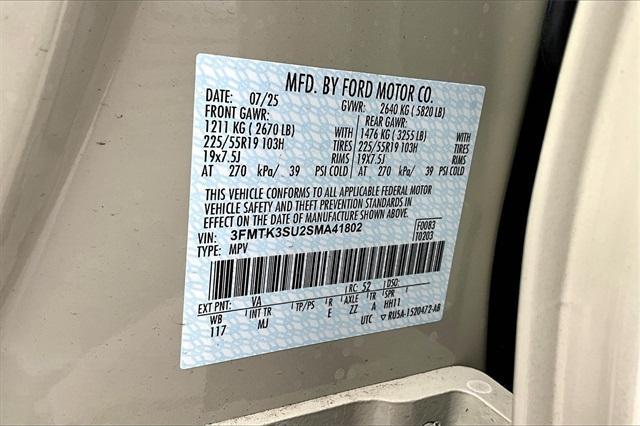 MFD. BY FORD MOTOR CO.
DATE: 07/25 GVWR: 2640 KG ( 5820 LB)
FRONT GAWR: REAR GAWR:
1211 KG ( 2670 LB) WITH 1476 KG ( 3255 LB) WITH
225/55R19 103H TIRES 225/55R19 103H TIRES
19x7.5J RIMS 19x7.5J RIMS
AT 270 kPa/ 39 PSI COLD AT 270 kPa/ 39 PSI COLD
THIS VEHICLE CONFORMS TO ALL APPLICABLE FEDERAL MOTOR
VEHICLE SAFETY AND THEFT PREVENTION STANDARDS IN
EFFECT ON THE DATE OF MANUFACTURE SHOWN ABOVE.
VIN: 3FMTK3SU2SMA41802 F0083
TYPE: MPV T0203
EXT PNT: VA RC: 52 DSO:
WB INT TR TP/PS R AXLE TR SPR
117 MJ E ZZ A HH11
UTC ▽ RU5A-1520472-AB